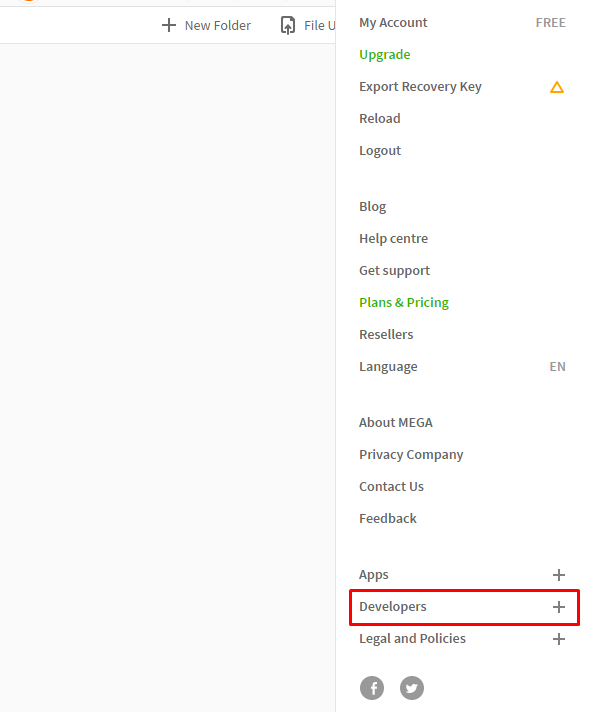 New Folder
File U
My Account FREE
Upgrade
Export Recovery Key
Reload
Logout
Blog
Help centre
Get support
Plans & Pricing
Resellers
Language EN
About MEGA
Privacy Company
Contact Us
Feedback
Apps
Developers
Legal and Policies